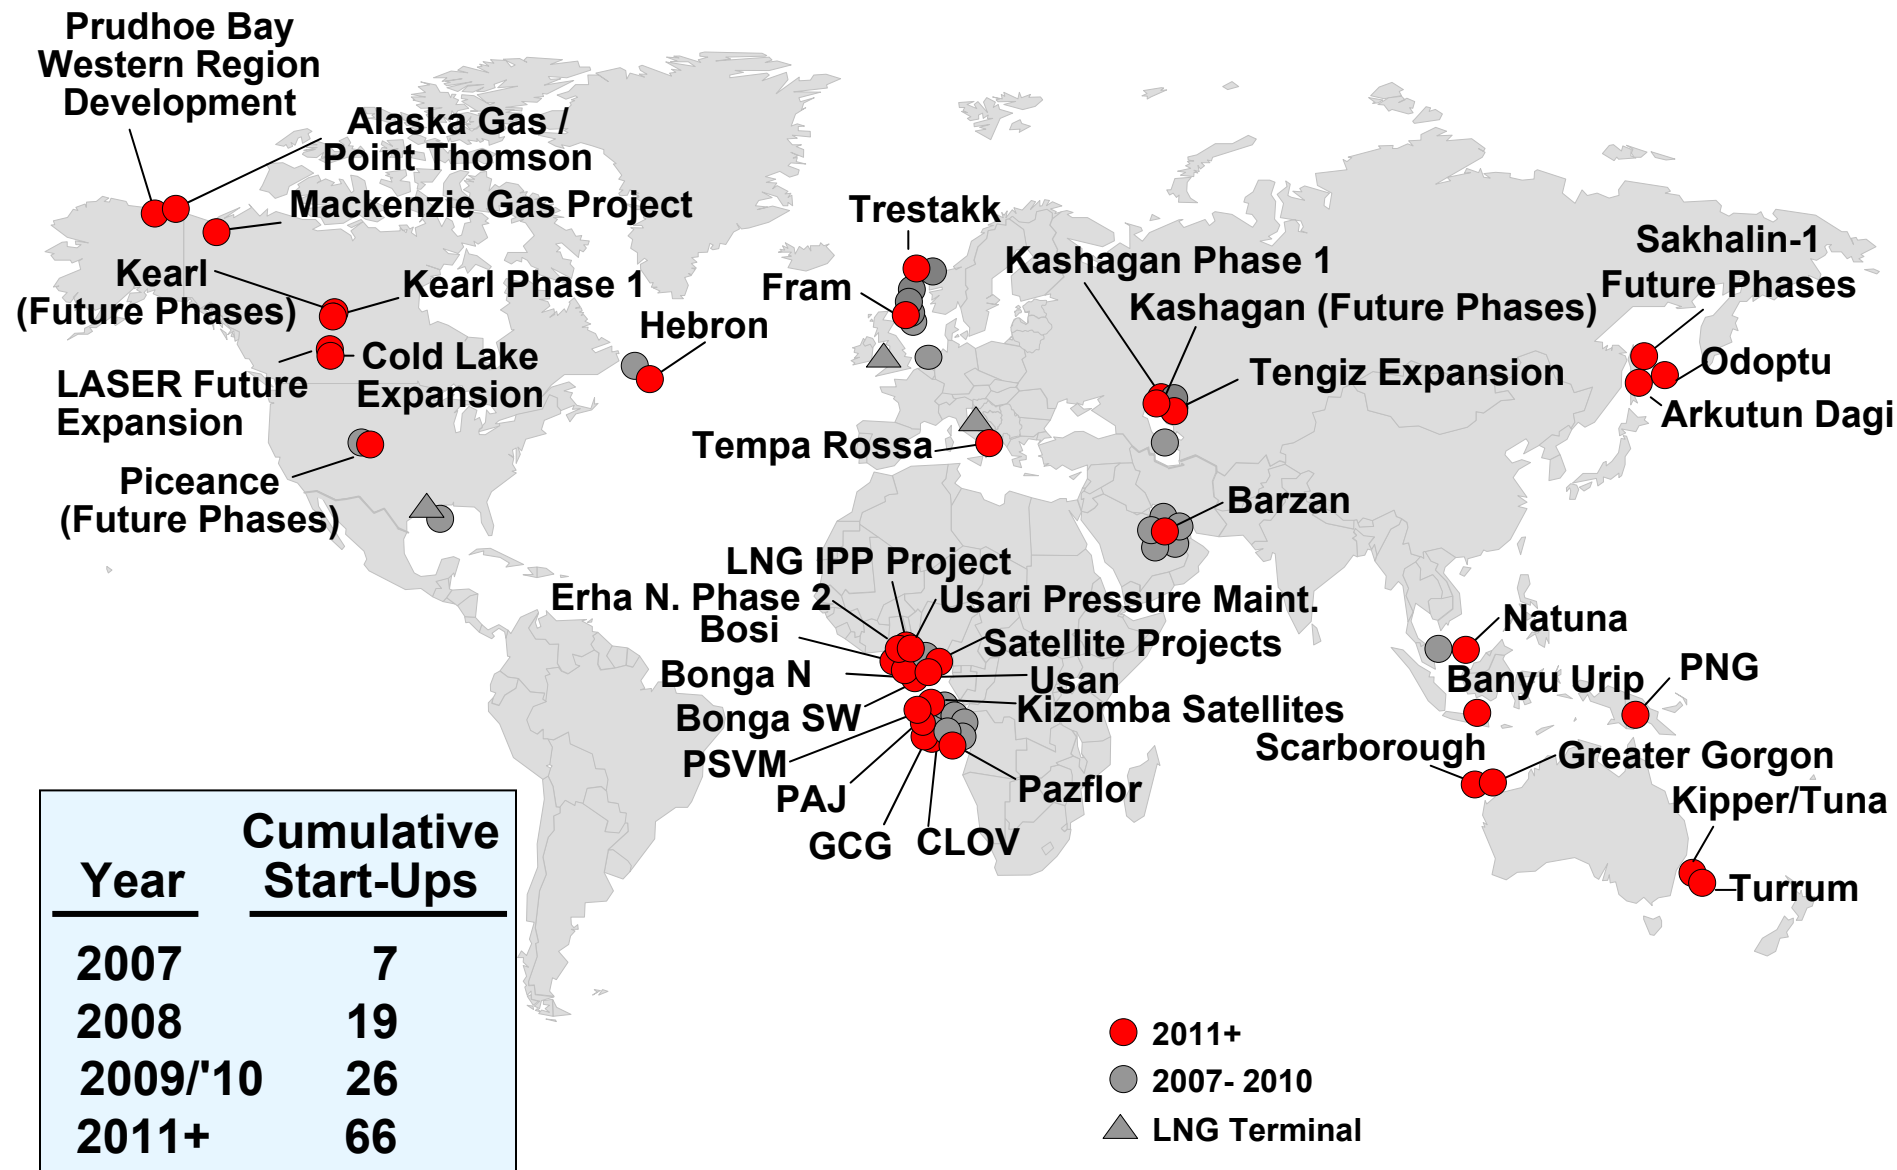 Prudhoe Bay
Western Region
Development
Alaska Gas /
Point Thomson
Mackenzie Gas Project
Kearl
(Future Phases)
Kearl Phase 1
Hebron
LASER Future
Expansion
Cold Lake
Expansion
Piceance
(Future Phases)
Trestakk
Fram
Kashagan Phase 1
Kashagan (Future Phases)
Tengiz Expansion
Tempa Rossa
Barzan
Sakhalin-1
Future Phases
Odoptu
Arkutun Dagi
LNG IPP Project
Erha N. Phase 2
Usari Pressure Maint.
Bosi
Satellite Projects
Bonga N
Usan
Bonga SW
Kizomba Satellites
PSVM
PAJ
Pazflor
GCG
CLOV
Natuna
Banyu Urip
PNG
Scarborough
Greater Gorgon
Kipper/Tuna
Turrum
Cumulative
Year Start-Ups
2007 7
2008 19
2009/'10 26
2011+ 66
2011+
2007- 2010
LNG Terminal